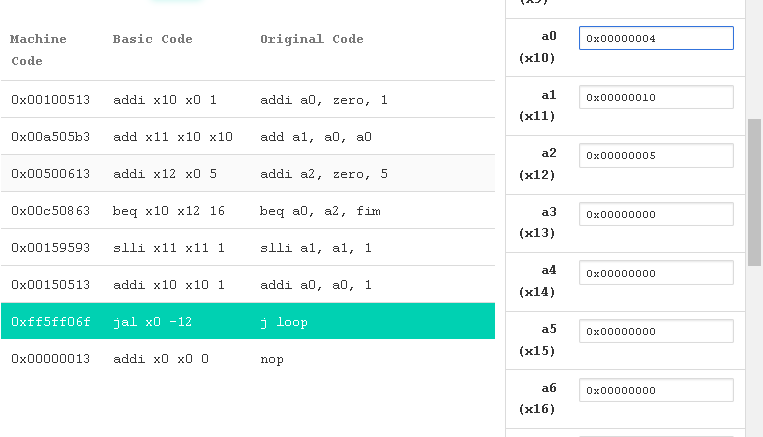 Machine Code Basic Code Original Code
0x00100513 addi x10 x0 1 addi a0, zero, 1
0x00a505b3 add x11 x10 x10 add a1, a0, a0
0x00500613 addi x12 x0 5 addi a2, zero, 5
0x00c50863 beq x10 x12 16 beq a0, a2, fim
0x00159593 slli x11 x11 1 slli a1, a1, 1
0x00150513 addi x10 x10 1 addi a0, a0, 1
0xff5ff06f jal x0 -12 j loop
0x00000013 addi x0 x0 0 nop
(x9)
a0 (x10) 0x00000004
a1 (x11) 0x00000010
a2 (x12) 0x00000005
a3 (x13) 0x00000000
a4 (x14) 0x00000000
a5 (x15) 0x00000000
a6 (x16) 0x00000000